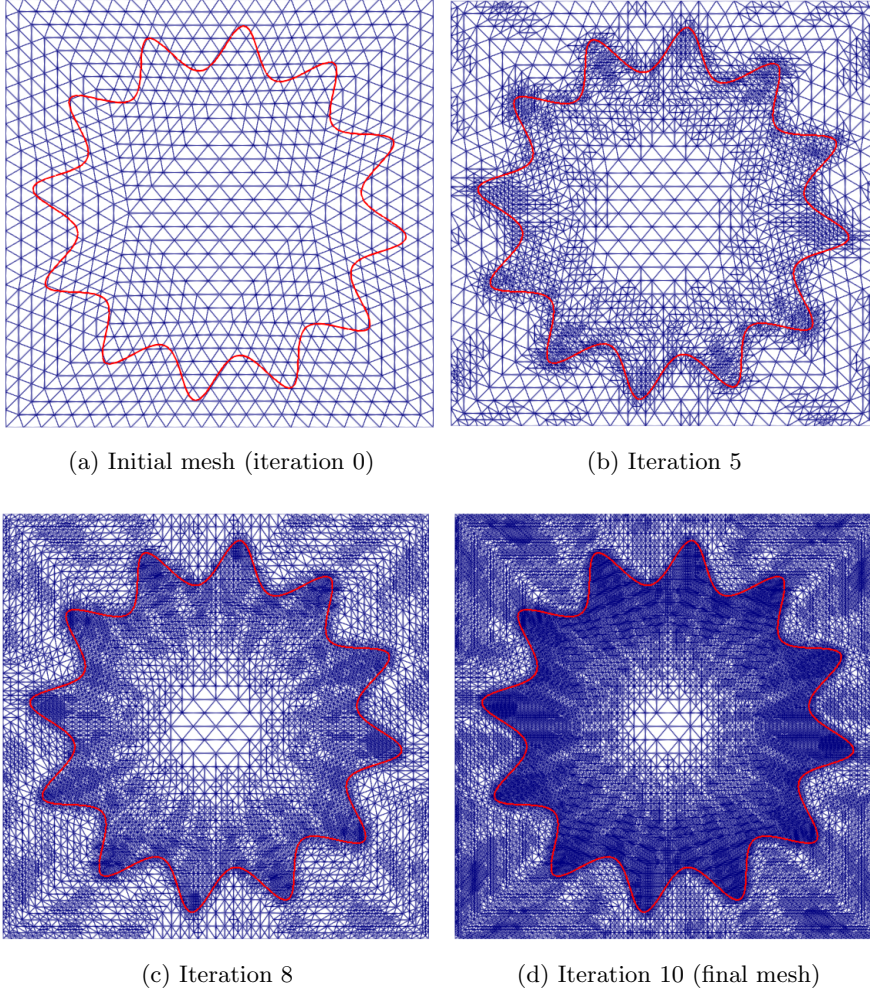 (a) Initial mesh (iteration 0)
(b) Iteration 5
(c) Iteration 8
(d) Iteration 10 (final mesh)